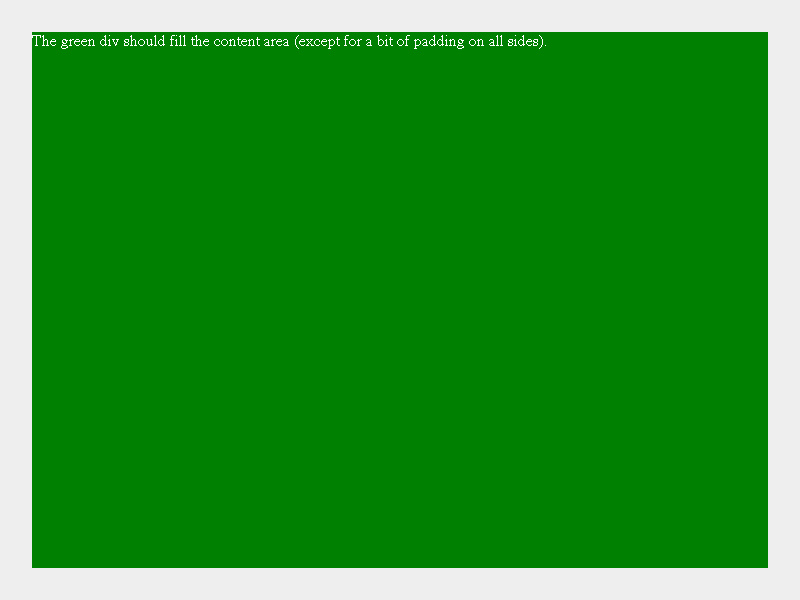 The green div should fill the content area (except for a bit of padding on all sides).